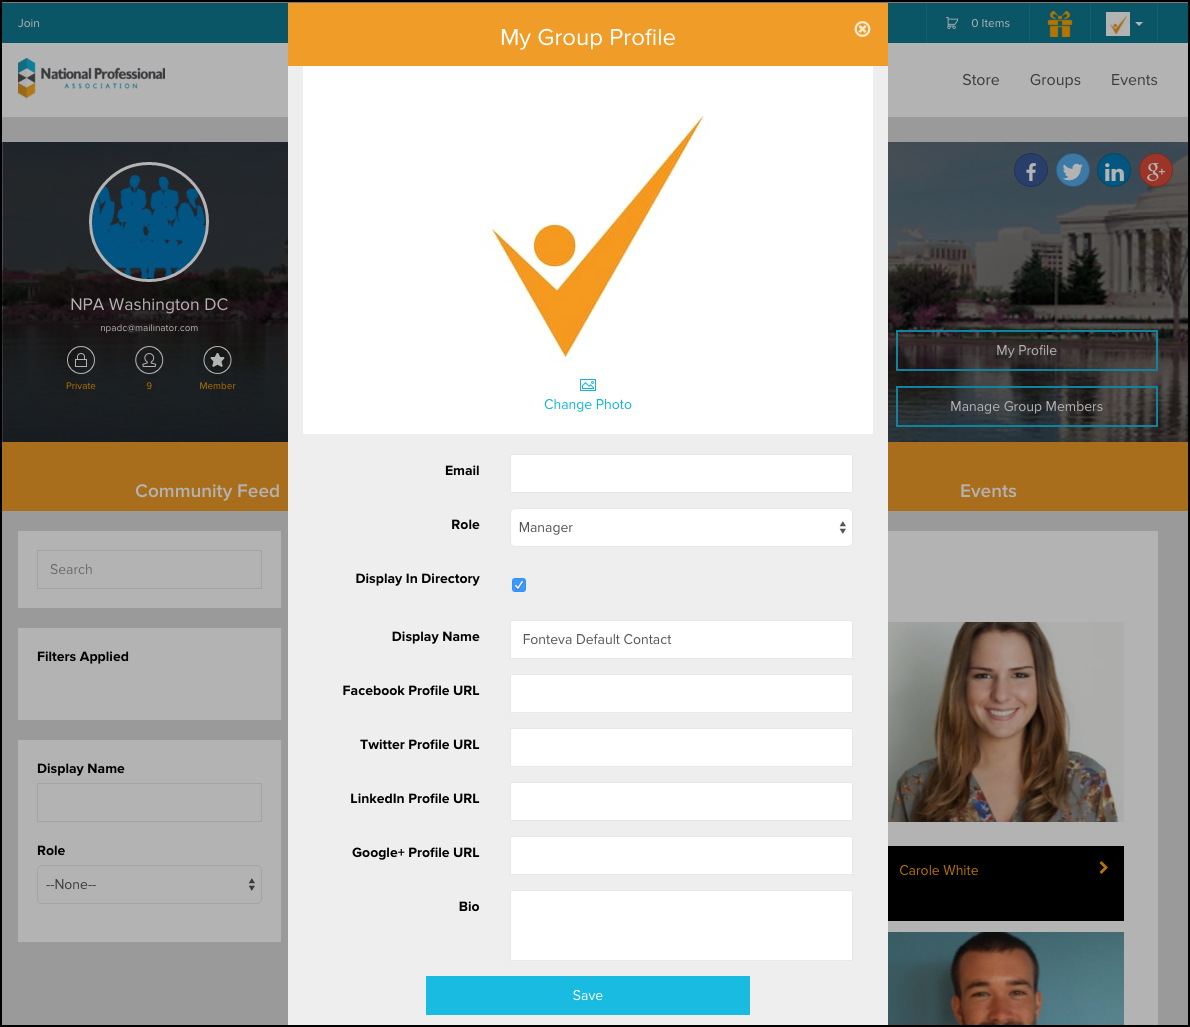 Join
My Group Profile
0 Items
National Professional
ASSOCIATION
Store
Groups
Events
NPA Washington DC
npadc@mailinator.com
Private
9
Member
f
in
g+
My Profile
Manage Group Members
Change Photo
Community Feed
Events
Search
Filters Applied
Display Name
Role
--None--
Email
Role
Manager
Display In Directory
Display Name
Fonteva Default Contact
Facebook Profile URL
Twitter Profile URL
LinkedIn Profile URL
Google+ Profile URL
Bio
Save
Carole White